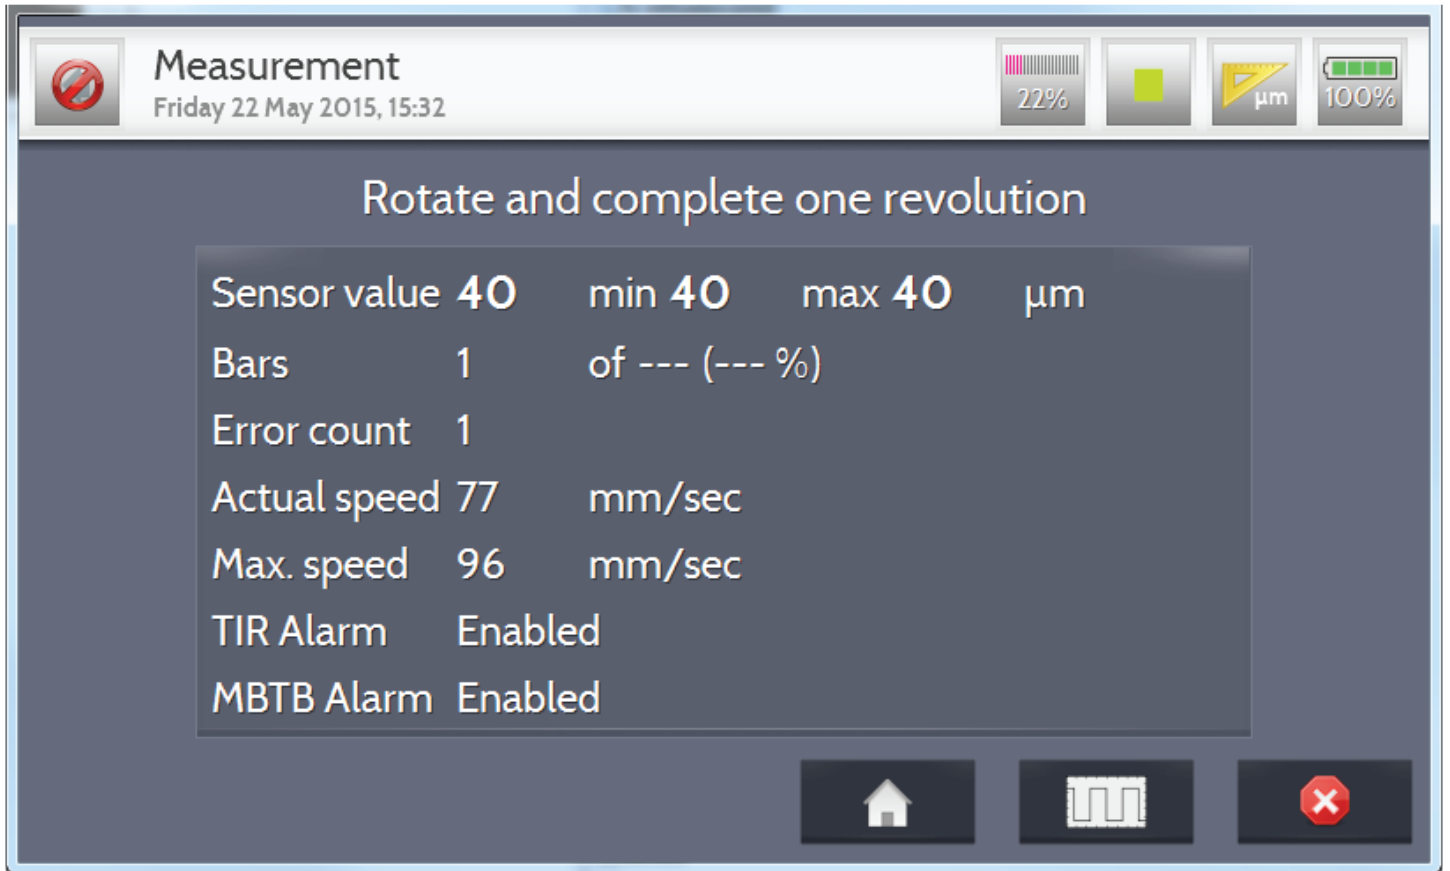 Measurement
Friday 22 May 2015, 15:32
22%
µm
100%
Rotate and complete one revolution
Sensor value 40 min 40 max 40 µm
Bars 1 of --- (--- %)
Error count 1
Actual speed 77 mm/sec
Max. speed 96 mm/sec
TIR Alarm Enabled
MBTB Alarm Enabled